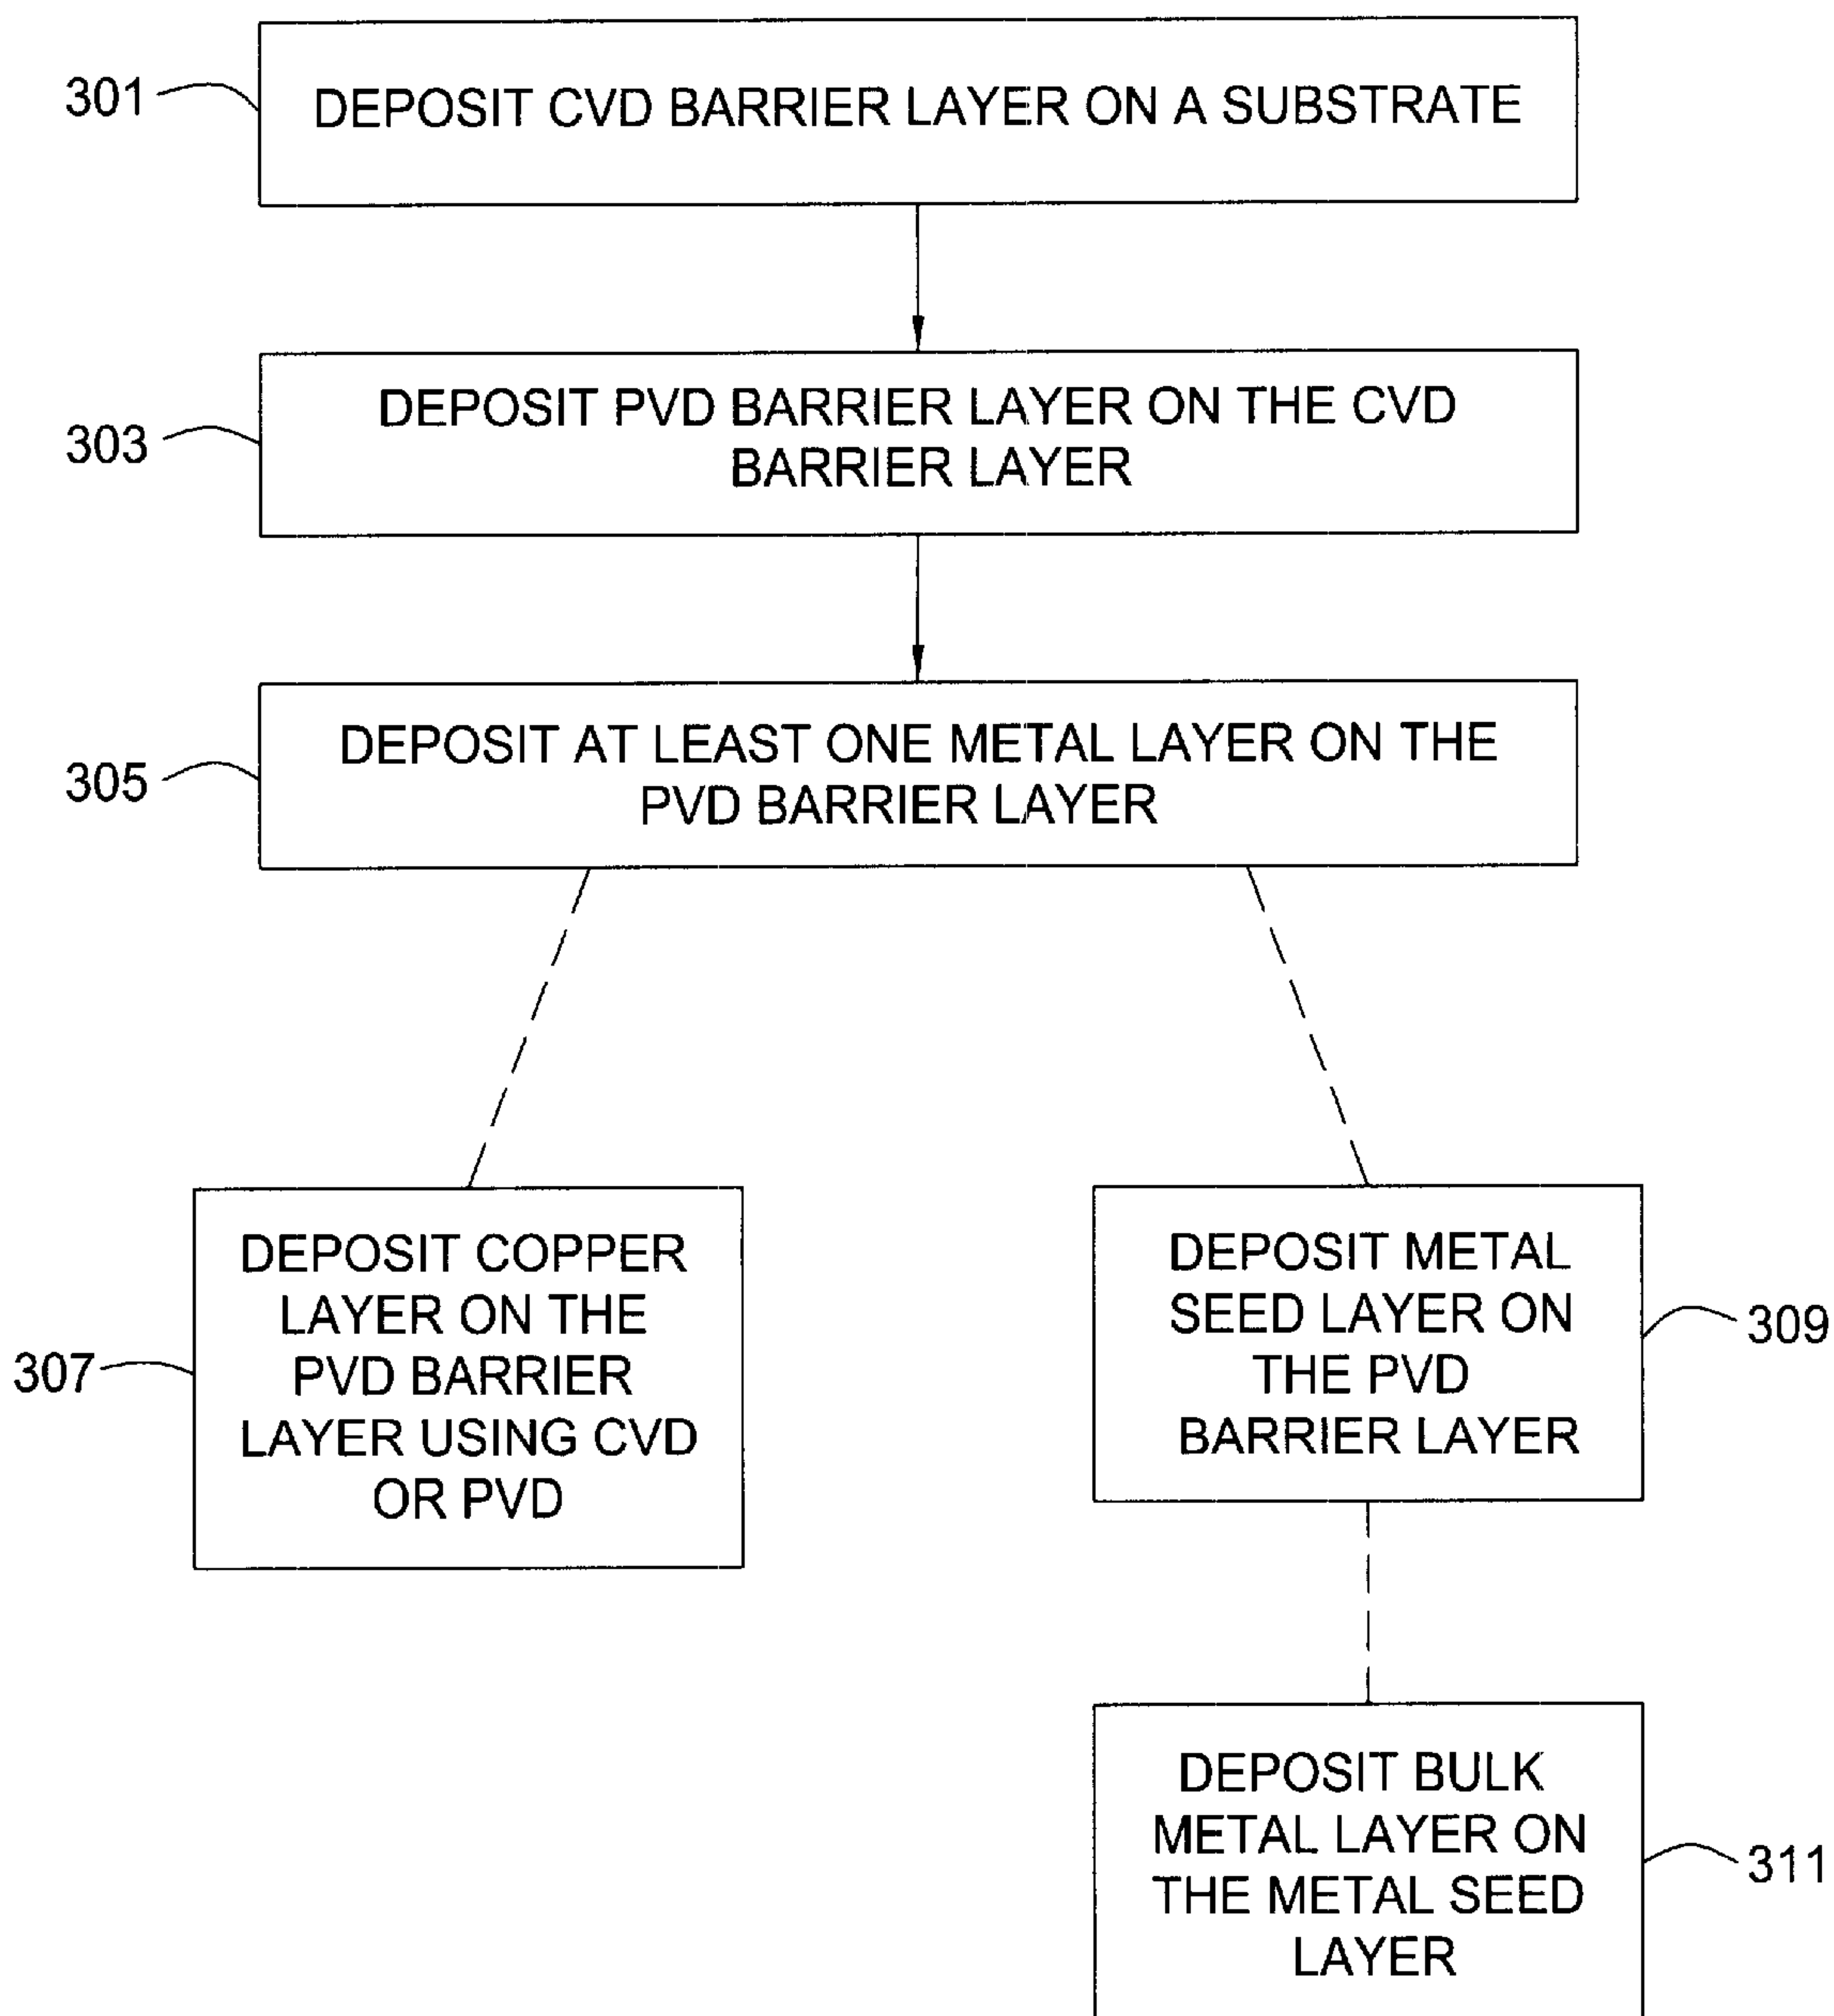 301
DEPOSIT CVD BARRIER LAYER ON A SUBSTRATE
303
DEPOSIT PVD BARRIER LAYER ON THE CVD
BARRIER LAYER
305
DEPOSIT AT LEAST ONE METAL LAYER ON THE
PVD BARRIER LAYER
307
DEPOSIT COPPER
LAYER ON THE
PVD BARRIER
LAYER USING CVD
OR PVD
DEPOSIT METAL
SEED LAYER ON
THE PVD
BARRIER LAYER
309
DEPOSIT BULK
METAL LAYER ON
THE METAL SEED
LAYER
311